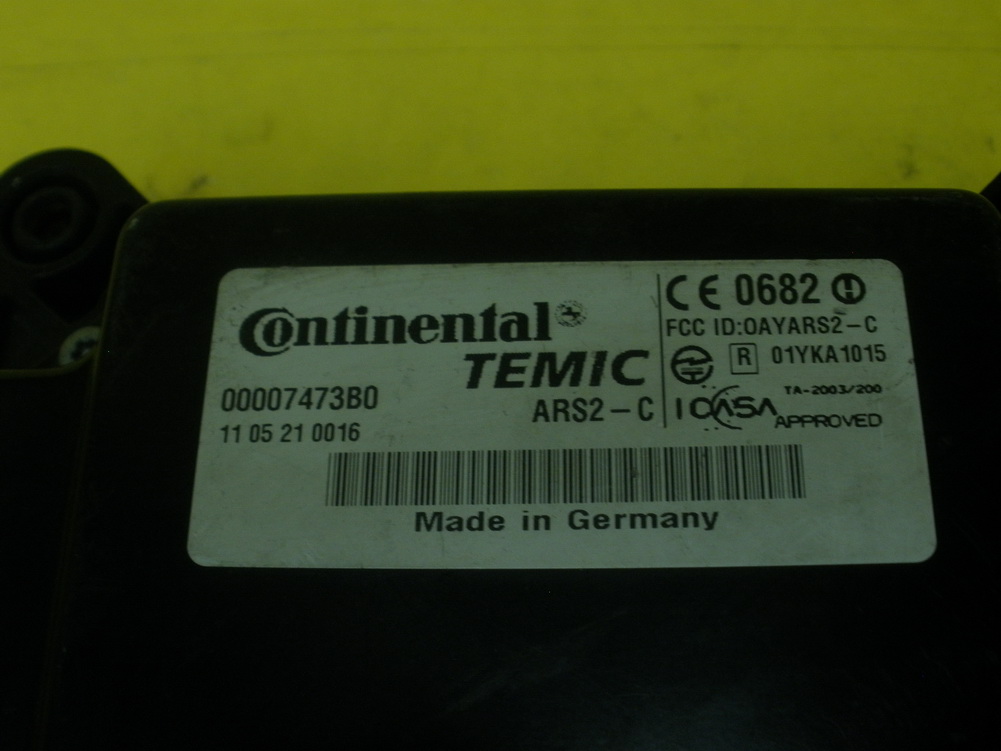 Continental
TEMIC
00007473B0
ARS2-C
11 05 21 0016
CE 0682
FCC ID:OAYARS2-C
R 01YKA1015
TA-2003/200
ICASA
APPROVED
Made in Germany